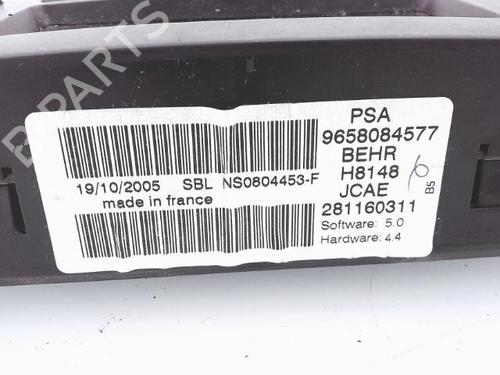 B-PARTS
PSA
9658084577
BEHR
H8148
JCAE
281160311
Software: 5.0
Hardware: 4.4
B5
6
19/10/2005 SBL NS0804453-F
made in france